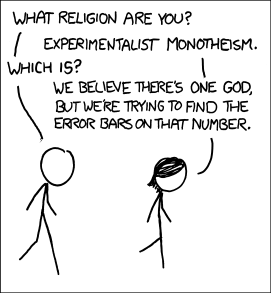 WHAT RELIGION ARE YOU?
EXPERIMENTALIST MONOTHEISM.
WHICH IS?
WE BELIEVE THERE'S ONE GOD,
BUT WE'RE TRYING TO FIND THE
ERROR BARS ON THAT NUMBER.